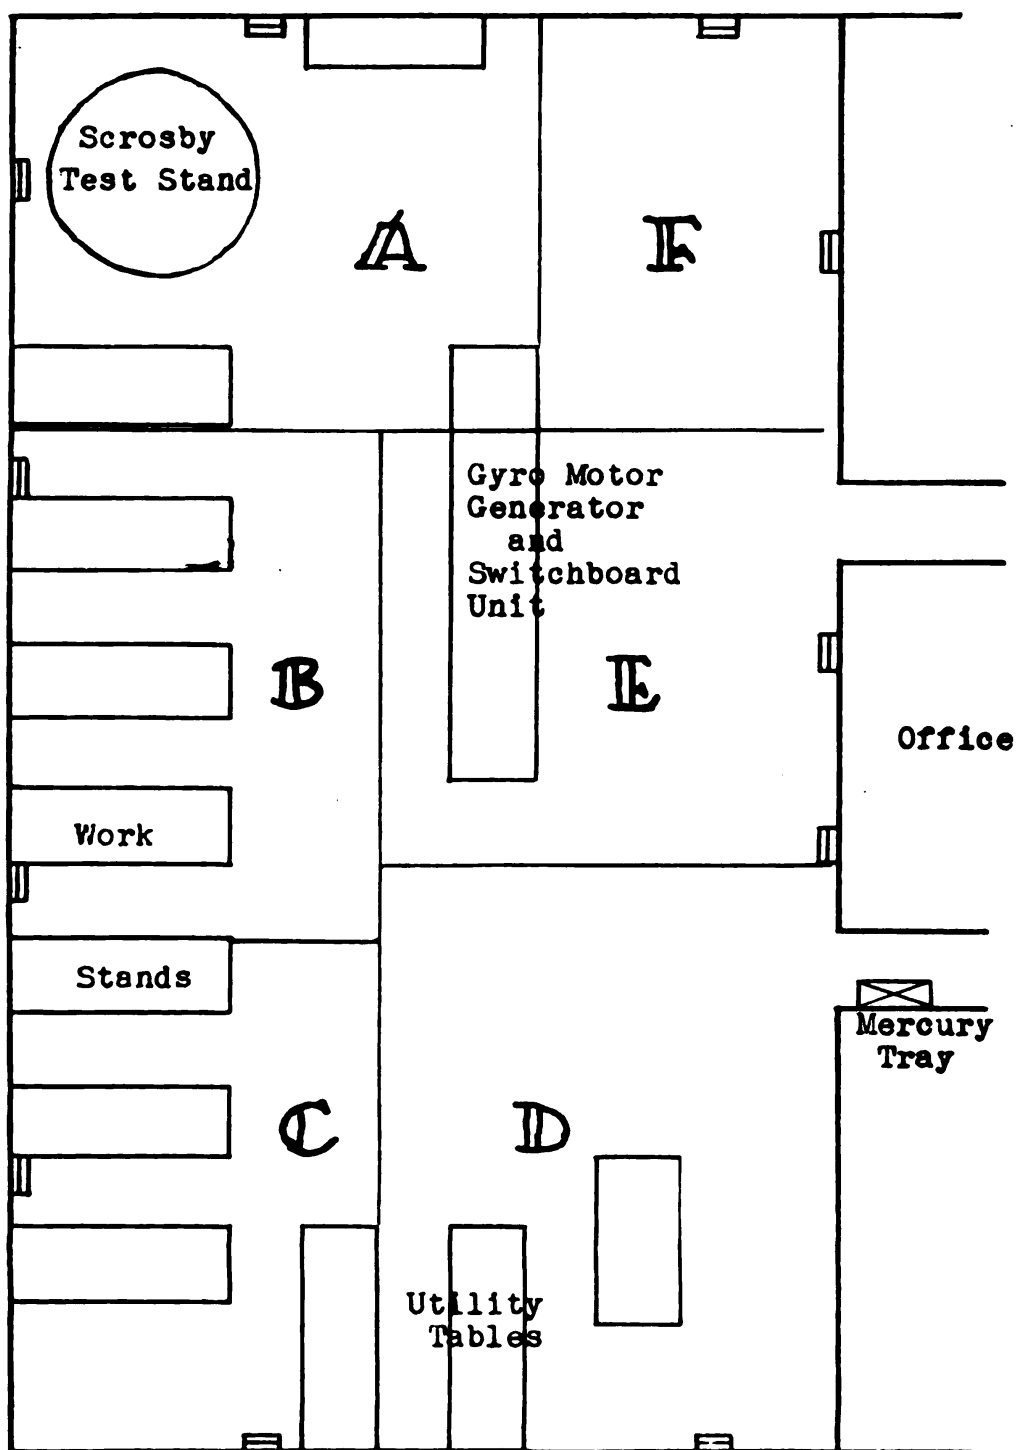 Scrosby
Test Stand
A
F
Gyro Motor
Generator
and
Switchboard
Unit
B
E
Office
Work
Stands
Mercury
Tray
C
D
Utility
Tables